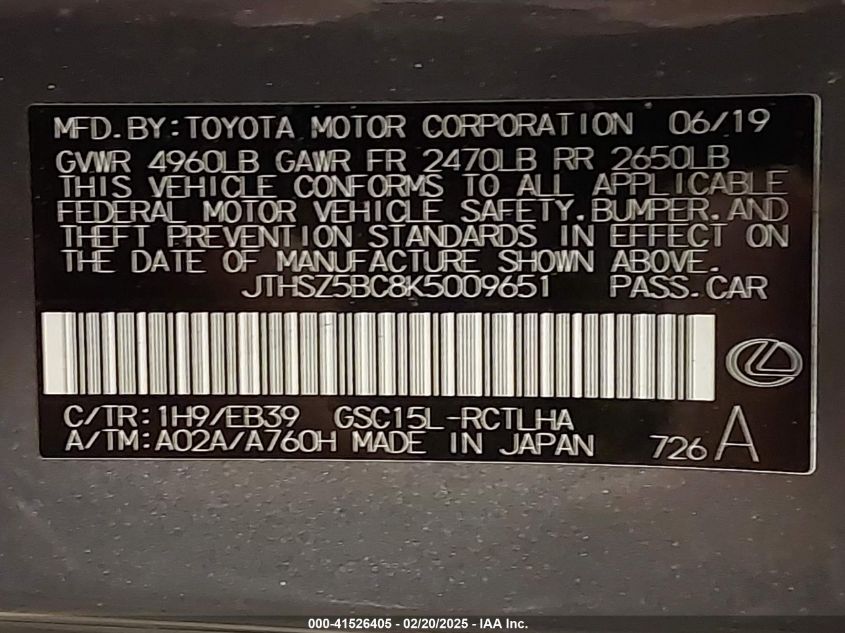 MFD.BY:TOYOTA MOTOR CORPORATION 06/19
GVWR 4960LB GAWR FR 2470LB RR 2650LB
THIS VEHICLE CONFORMS TO ALL APPLICABLE
FEDERAL MOTOR VEHICLE SAFETY.BUMPER.AND
THEFT PREVENTION STANDARDS IN EFFECT ON
THE DATE OF MANUFACTURE SHOWN ABOVE.
JTHSZ5BC8K5009651 PASS.CAR
C/TR:1H9/EB39 GSC15L-RCTLHA
A/TM:A02A/A760H MADE IN JAPAN 726 A
000-41526405 - 02/20/2025 - IAA Inc.